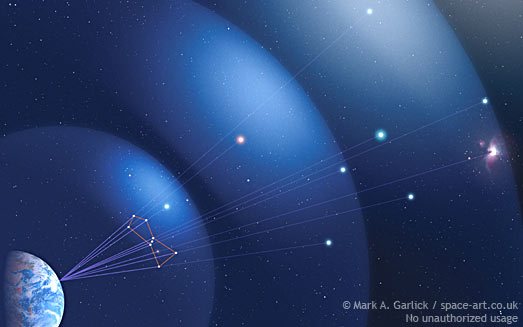 © Mark A. Garlick / space-art.co.uk
No unauthorized usage